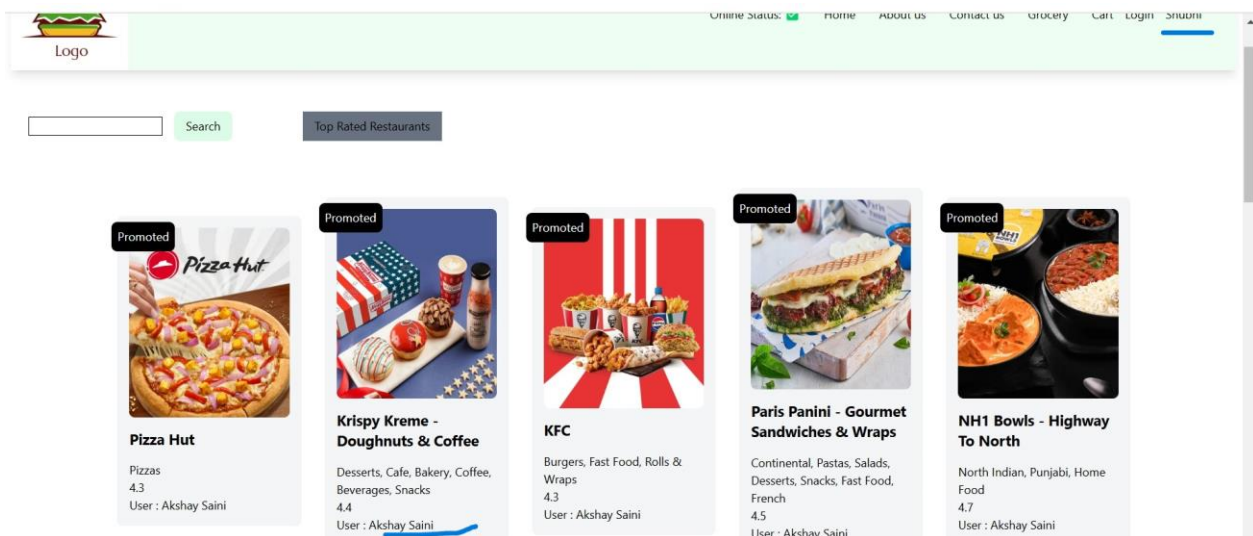 Logo
Online Status: ✅ Home About us Contact us Grocery Cart Login Shubhi
Search
Top Rated Restaurants
Promoted
Pizza Hut
Pizza Hut
Pizzas
4.3
User : Akshay Saini
Promoted
Krispy Kreme -
Doughnuts & Coffee
Desserts, Cafe, Bakery, Coffee,
Beverages, Snacks
4.4
User : Akshay Saini
Promoted
KFC
Burgers, Fast Food, Rolls &
Wraps
4.3
User : Akshay Saini
Promoted
Paris Panini - Gourmet
Sandwiches & Wraps
Continental, Pastas, Salads,
Desserts, Snacks, Fast Food,
French
4.5
User : Akshay Saini
Promoted
NH1
BOWLS
NH1 Bowls - Highway
To North
North Indian, Punjabi, Home
Food
4.7
User : Akshay Saini